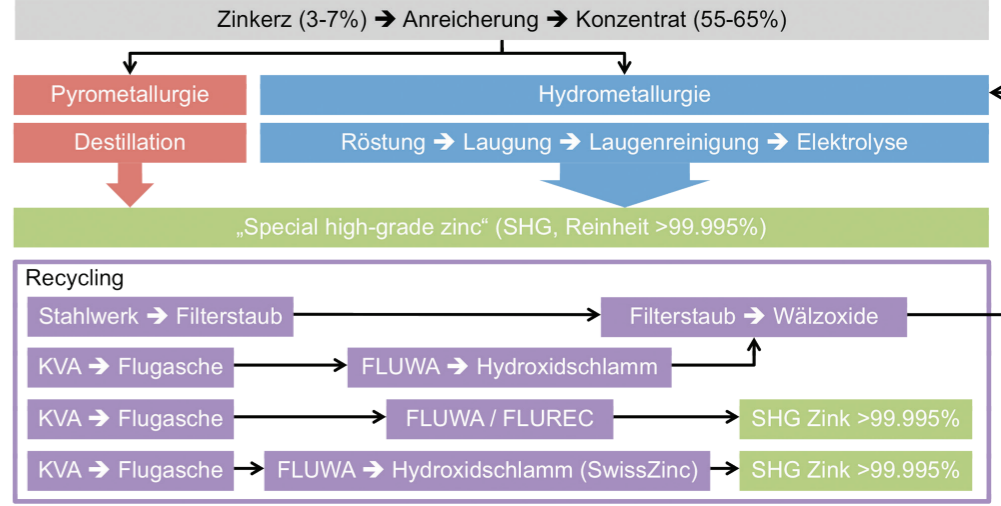 Zinkerz (3-7%) ➔ Anreicherung ➔ Konzentrat (55-65%)
Pyrometallurgie
Hydrometallurgie
Destillation
Röstung ➔ Laugung ➔ Laugenreinigung ➔ Elektrolyse
„Special high-grade zinc“ (SHG, Reinheit >99.995%)
Recycling
Stahlwerk ➔ Filterstaub
Filterstaub ➔ Wälzoxide
KVA ➔ Flugasche
FLUWA ➔ Hydroxidschlamm
KVA ➔ Flugasche
FLUWA / FLUREC
SHG Zink >99.995%
KVA ➔ Flugasche
FLUWA ➔ Hydroxidschlamm (SwissZinc)
SHG Zink >99.995%